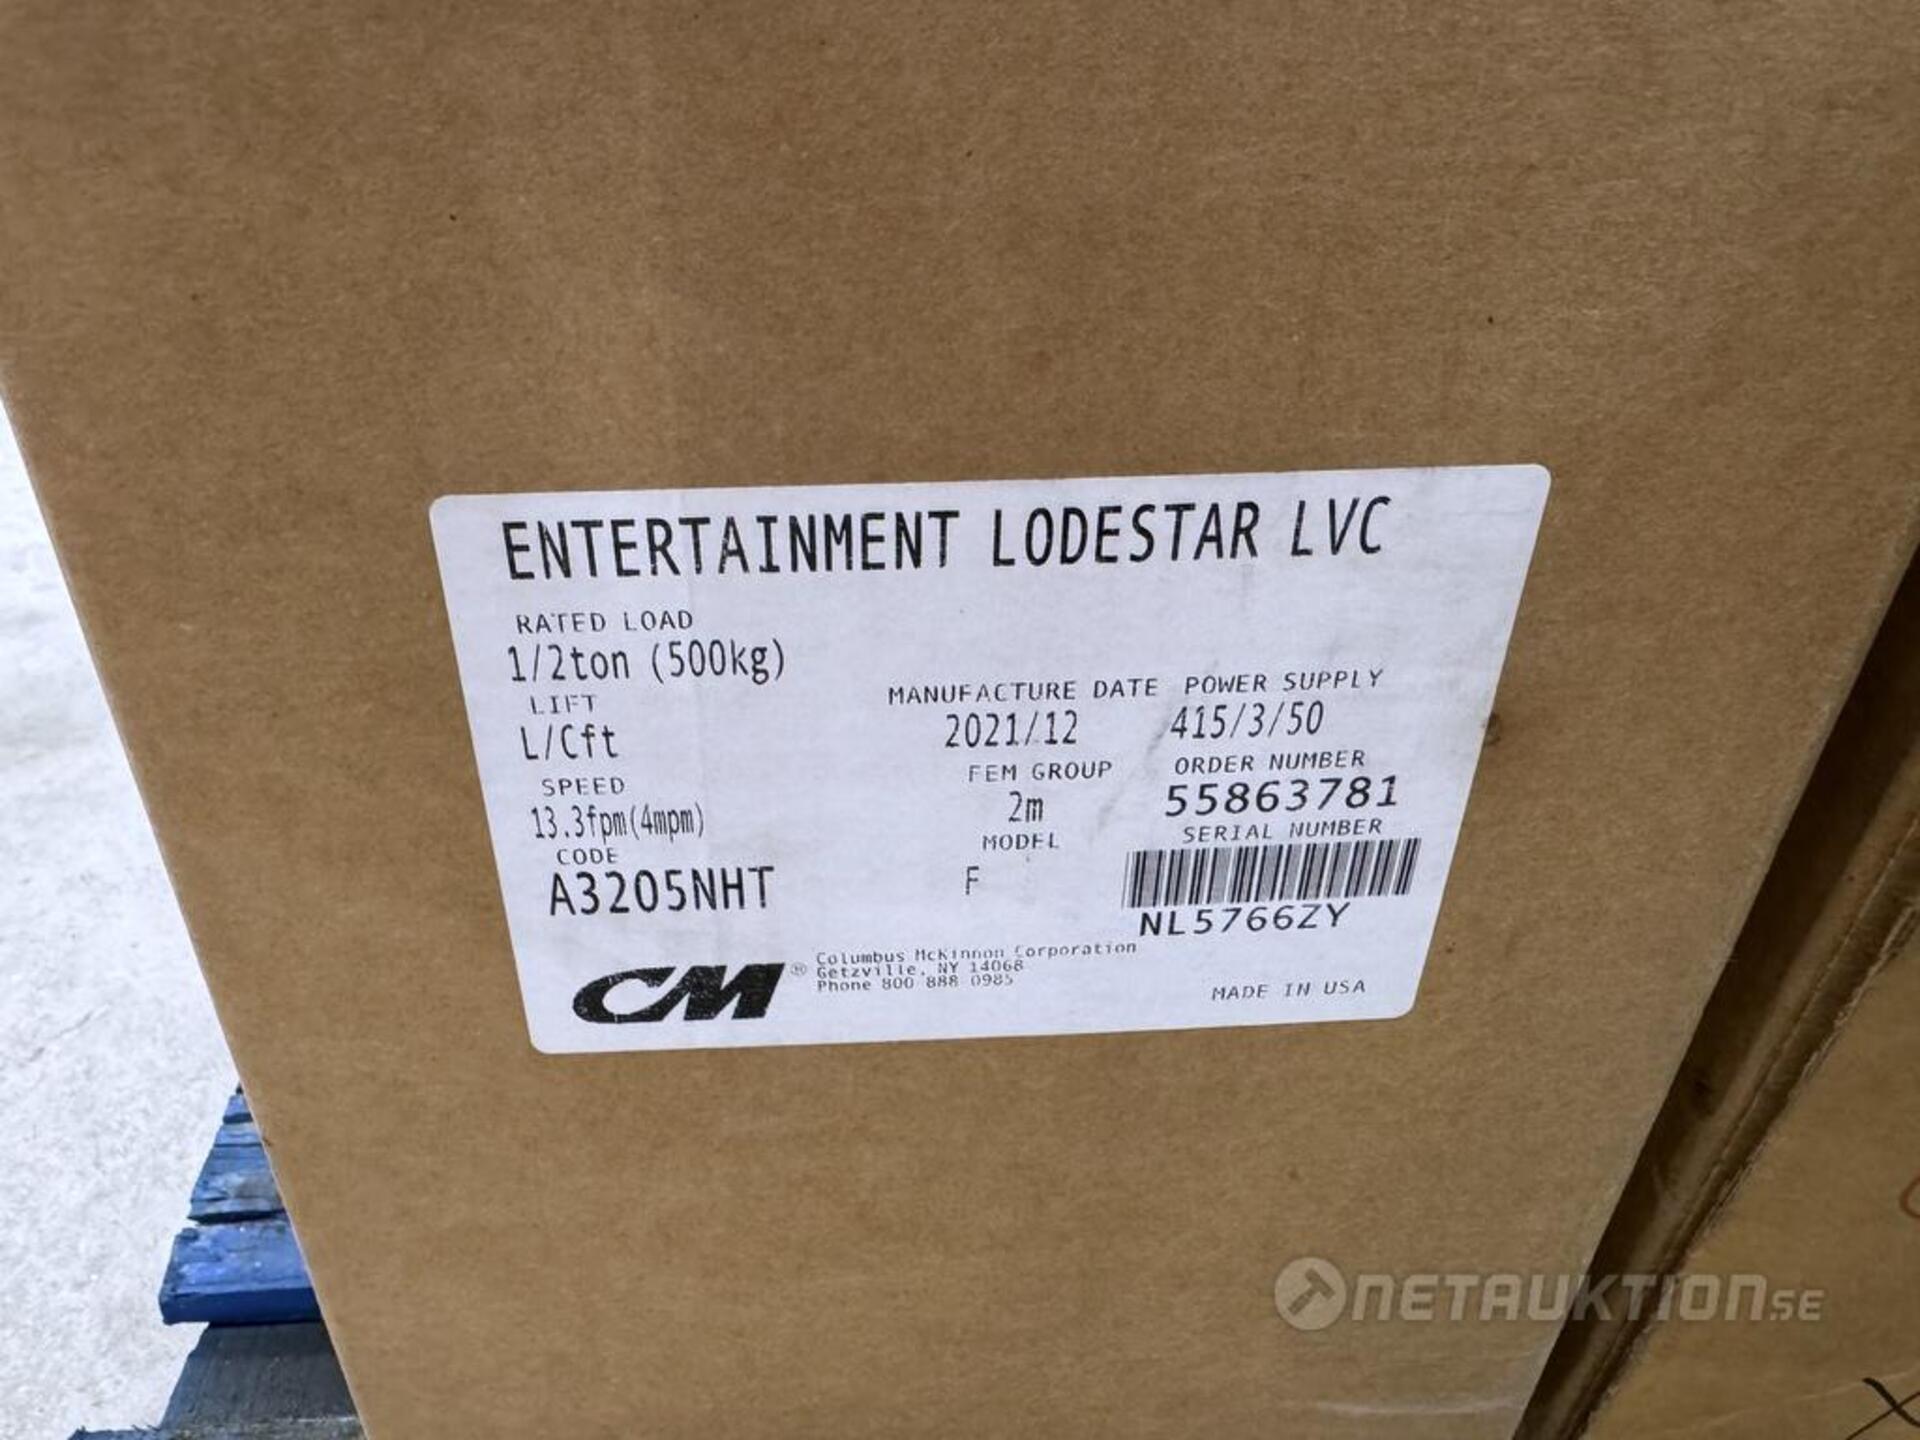 ENTERTAINMENT LODESTAR LVC
RATED LOAD
1/2ton (500kg)
LIFT
L/Cft
SPEED
13.3fpm(4mpm)
CODE
A3205NHT
MANUFACTURE DATE POWER SUPPLY
2021/12 415/3/50
FEM GROUP ORDER NUMBER
2m 55863781
MODEL SERIAL NUMBER
F
NL5766ZY
CM®
Columbus McKinnon Corporation
Getzville, NY 14068
Phone 800 888 0985
MADE IN USA
NETAUKTION.SE
X